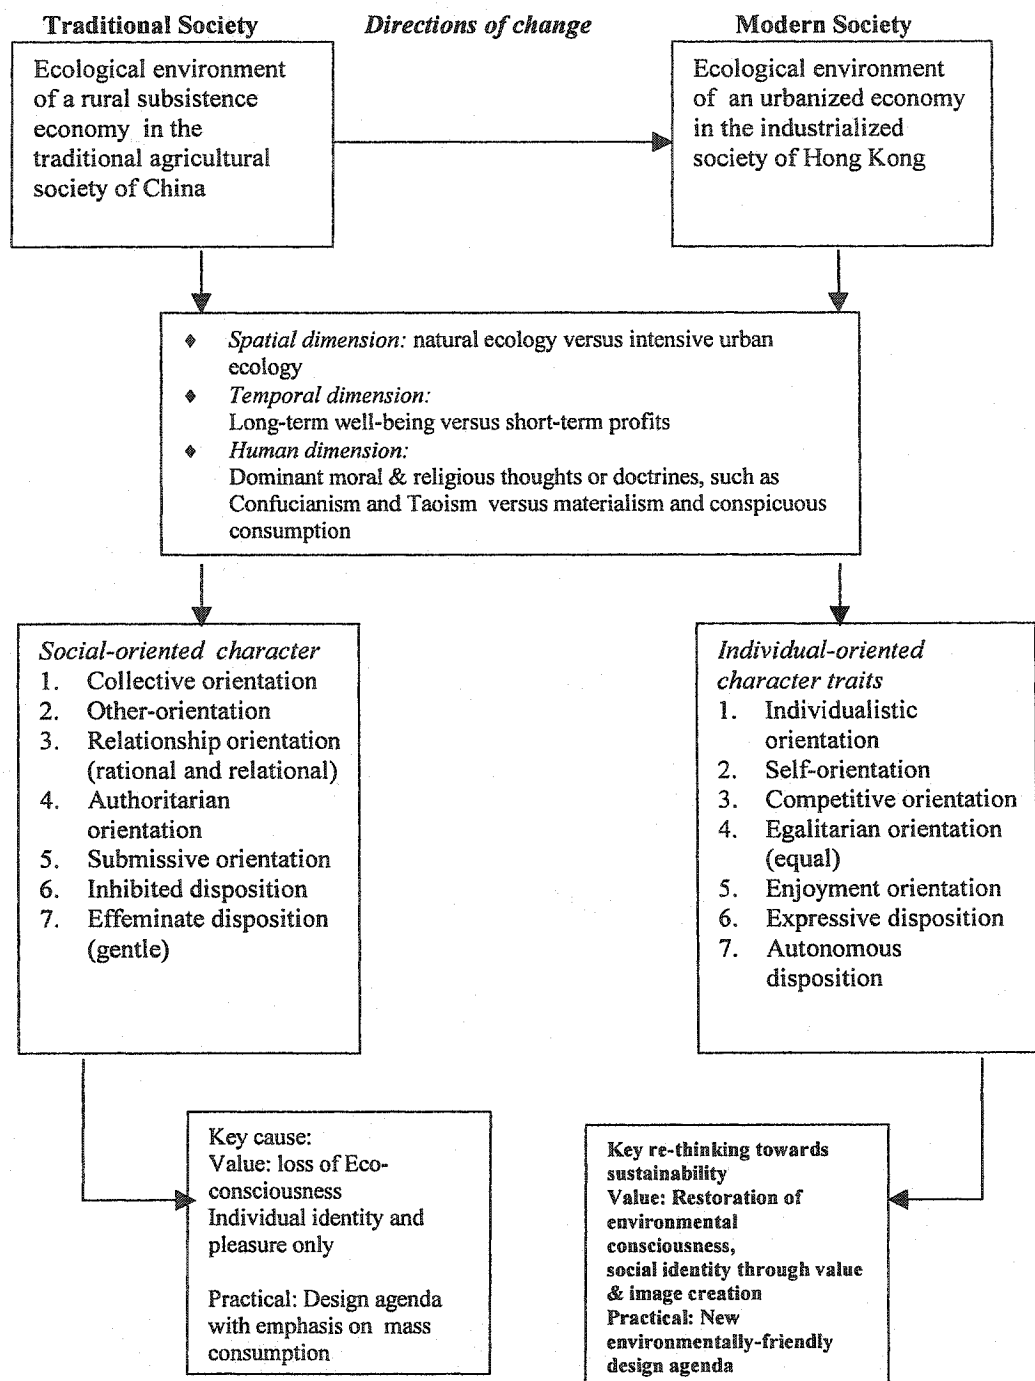 Traditional Society
Directions of change
Modern Society
Ecological environment
of a rural subsistence
economy in the
traditional agricultural
society of China
Ecological environment
of an urbanized economy
in the industrialized
society of Hong Kong
♦ Spatial dimension: natural ecology versus intensive urban
ecology
♦ Temporal dimension:
Long-term well-being versus short-term profits
♦ Human dimension:
Dominant moral & religious thoughts or doctrines, such as
Confucianism and Taoism versus materialism and conspicuous
consumption
Social-oriented character
1. Collective orientation
2. Other-orientation
3. Relationship orientation
(rational and relational)
4. Authoritarian
orientation
5. Submissive orientation
6. Inhibited disposition
7. Effeminate disposition
(gentle)
Individual-oriented
character traits
1. Individualistic
orientation
2. Self-orientation
3. Competitive orientation
4. Egalitarian orientation
(equal)
5. Enjoyment orientation
6. Expressive disposition
7. Autonomous
disposition
Key cause:
Value: loss of Eco-
consciousness
Individual identity and
pleasure only
Practical: Design agenda
with emphasis on mass
consumption
Key re-thinking towards
sustainability
Value: Restoration of
environmental
consciousness,
social identity through value
& image creation
Practical: New
environmentally-friendly
design agenda